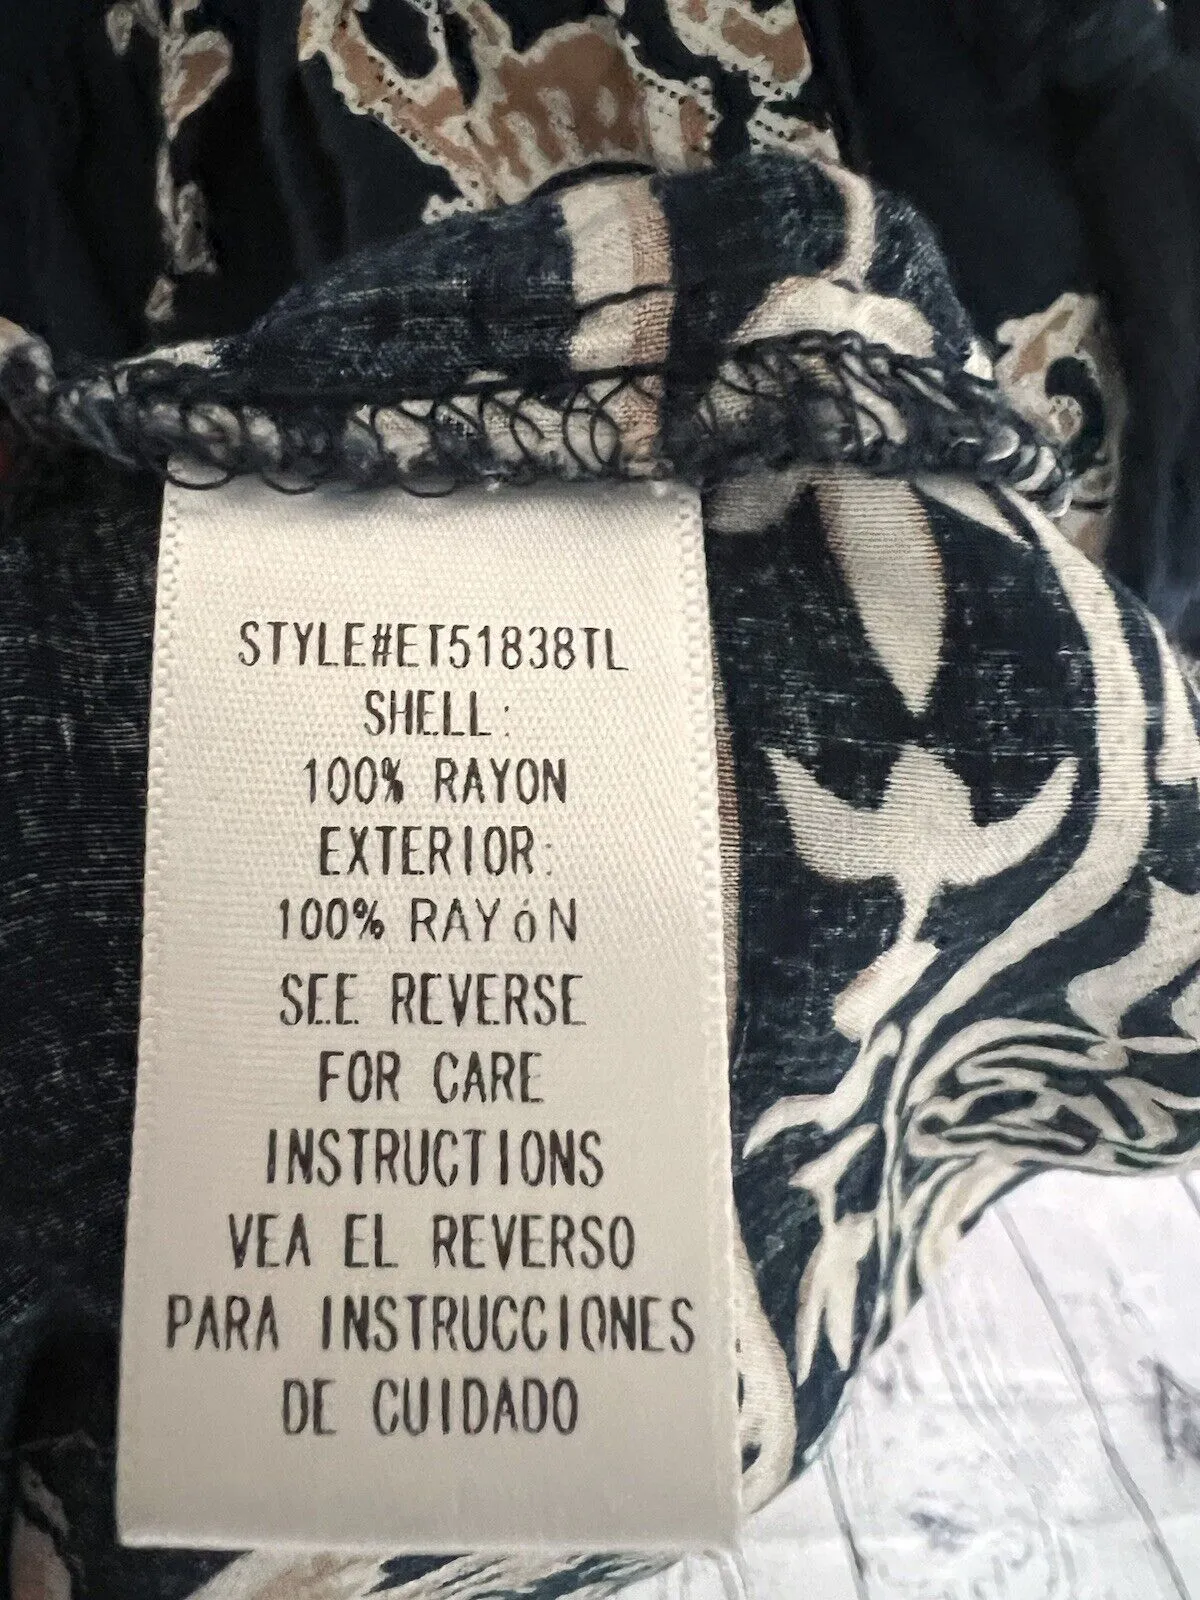 STYLE#ET51838TL
SHELL:
100% RAYON
EXTERIOR:
100% RAYóN
SEE REVERSE
FOR CARE
INSTRUCTIONS
VEA EL REVERSO
PARA INSTRUCCIONES
DE CUIDADO